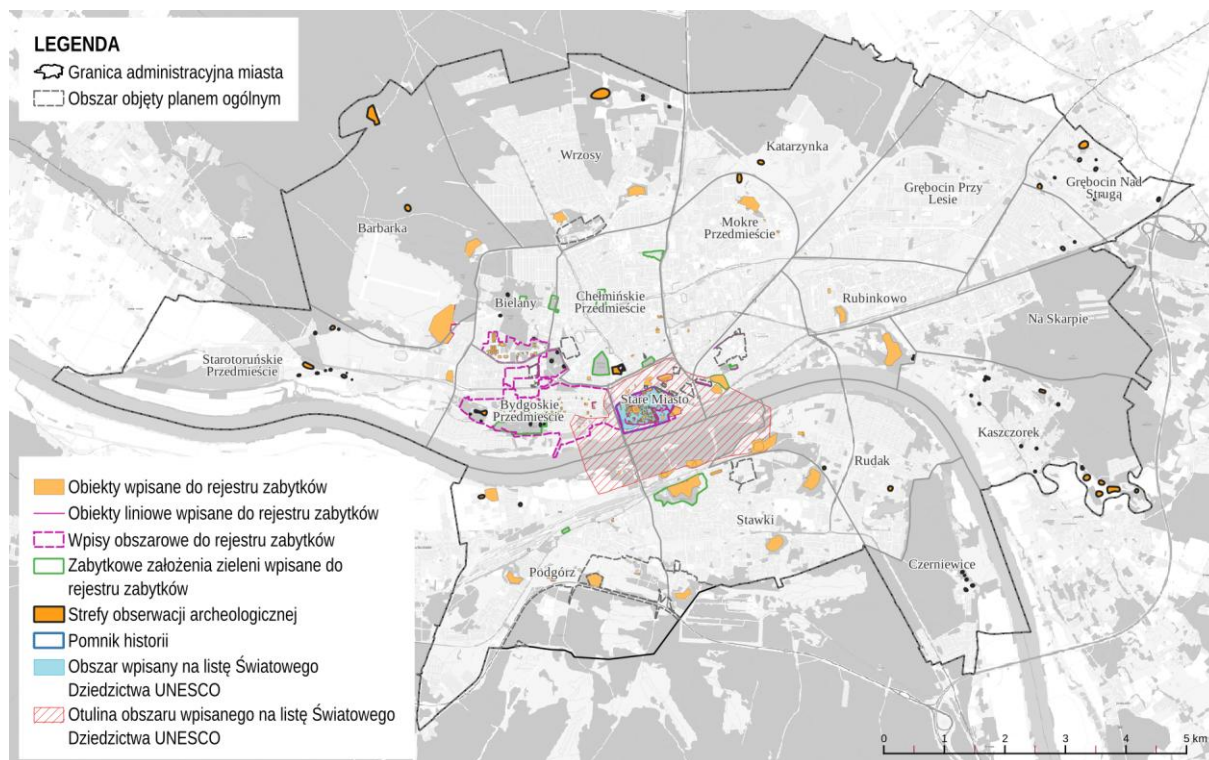 LEGENDA
Granica administracyjna miasta
Obszar objęty planem ogólnym
Wrzosy
Katarzynka
Grębocin Przy
Lesie
Grębocin Nad
Strugą
Barbarka
Mokre
Przedmieście
Bielany
Chełmińskie
Przedmieście
Rubinkowo
Na Skarpie
Starotoruńskie
Przedmieście
Bydgoskie
Przedmieście
Stare Miasto
Kaszczorek
Rudak
Stawki
Podgórz
Czerniewice
Obiekty wpisane do rejestru zabytków
Obiekty liniowe wpisane do rejestru zabytków
Wpisy obszarowe do rejestru zabytków
Zabytkowe założenia zieleni wpisane do
rejestru zabytków
Strefy obserwacji archeologicznej
Pomnik historii
Obszar wpisany na listę Światowego
Dziedzictwa UNESCO
Otulina obszaru wpisanego na listę Światowego
Dziedzictwa UNESCO
0 1 2 3 4 5 km